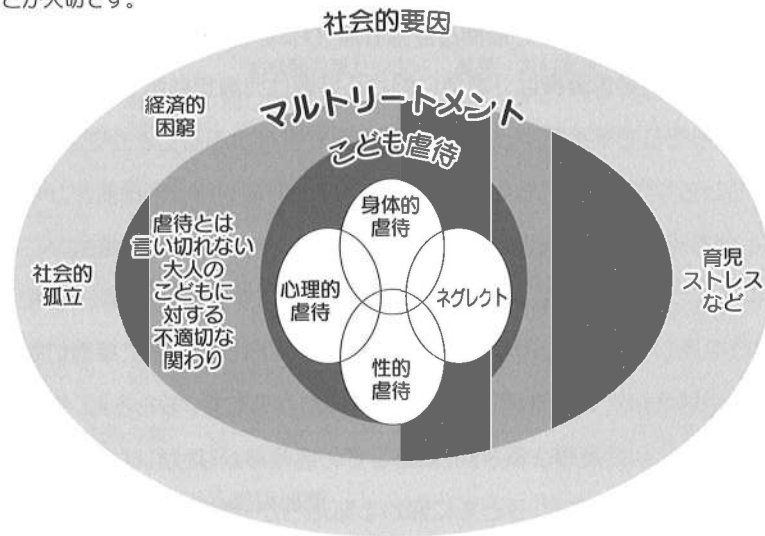 とが大切です。
社会的要因
経済的
困窮
マルトリートメント
こども虐待
身体的
虐待
虐待とは
言い切れない
大人の
こどもに
対する
不適切な
関わり
社会的
孤立
心理的
虐待
ネグレクト
育児
ストレス
など
性的
虐待